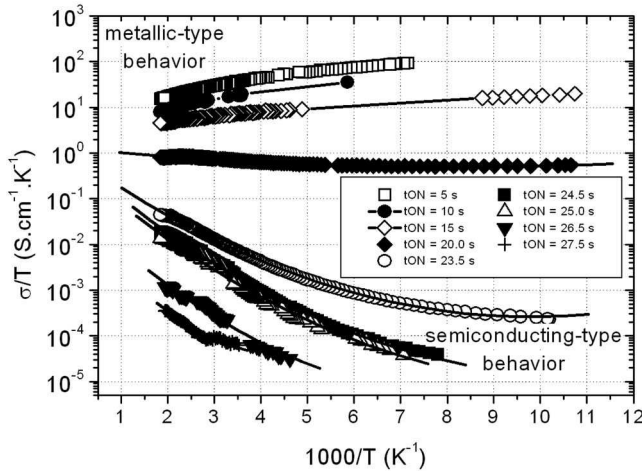 metallic-type
behavior
10²
10¹
10⁰
10⁻¹
10⁻²
10⁻³
10⁻⁴
10⁻⁵
σ/T (S.cm⁻¹.K⁻¹)
tON = 5 s
tON = 10 s
tON = 15 s
tON = 20.0 s
tON = 23.5 s
tON = 24.5 s
tON = 25.0 s
tON = 26.5 s
tON = 27.5 s
semiconducting-type
behavior
1 2 3 4 5 6 7 8 9 10 11 12
1000/T (K⁻¹)